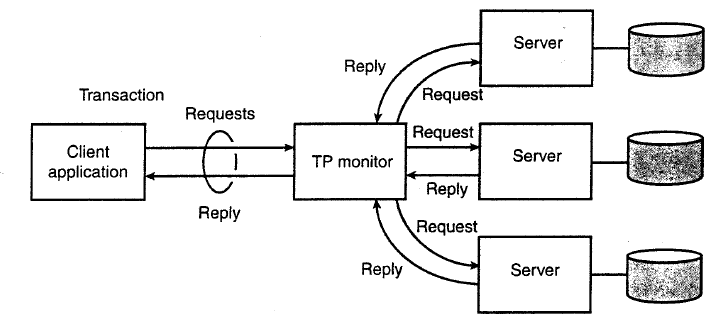 Server
Reply
Transaction
Request
Requests
Request
Client
application
TP monitor
Server
Reply
Reply
Request
Reply
Server